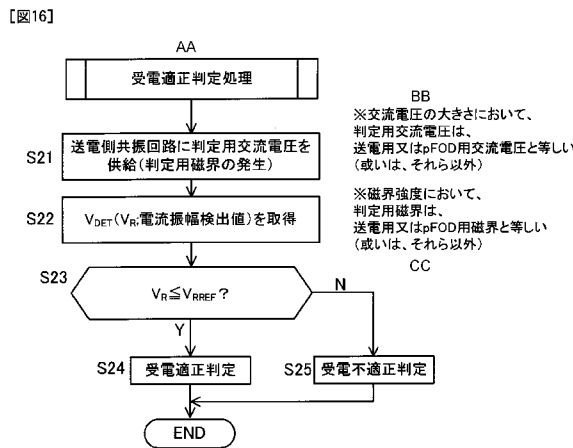 [図16]
AA
受電適正判定処理
BB
※交流電圧の大きさにおいて、
判定用交流電圧は、
送電用又はpFOD用交流電圧と等しい
(或いは、それら以外)
S21
送電側共振回路に判定用交流電圧を
供給(判定用磁界の発生)
※磁界強度において、
判定用磁界は、
送電用又はpFOD用磁界と等しい
(或いは、それら以外)
CC
S22
VDET(VR:電流振幅検出値)を取得
S23
VR≦VRREF?
N
Y
S24
受電適正判定
S25
受電不適正判定
END